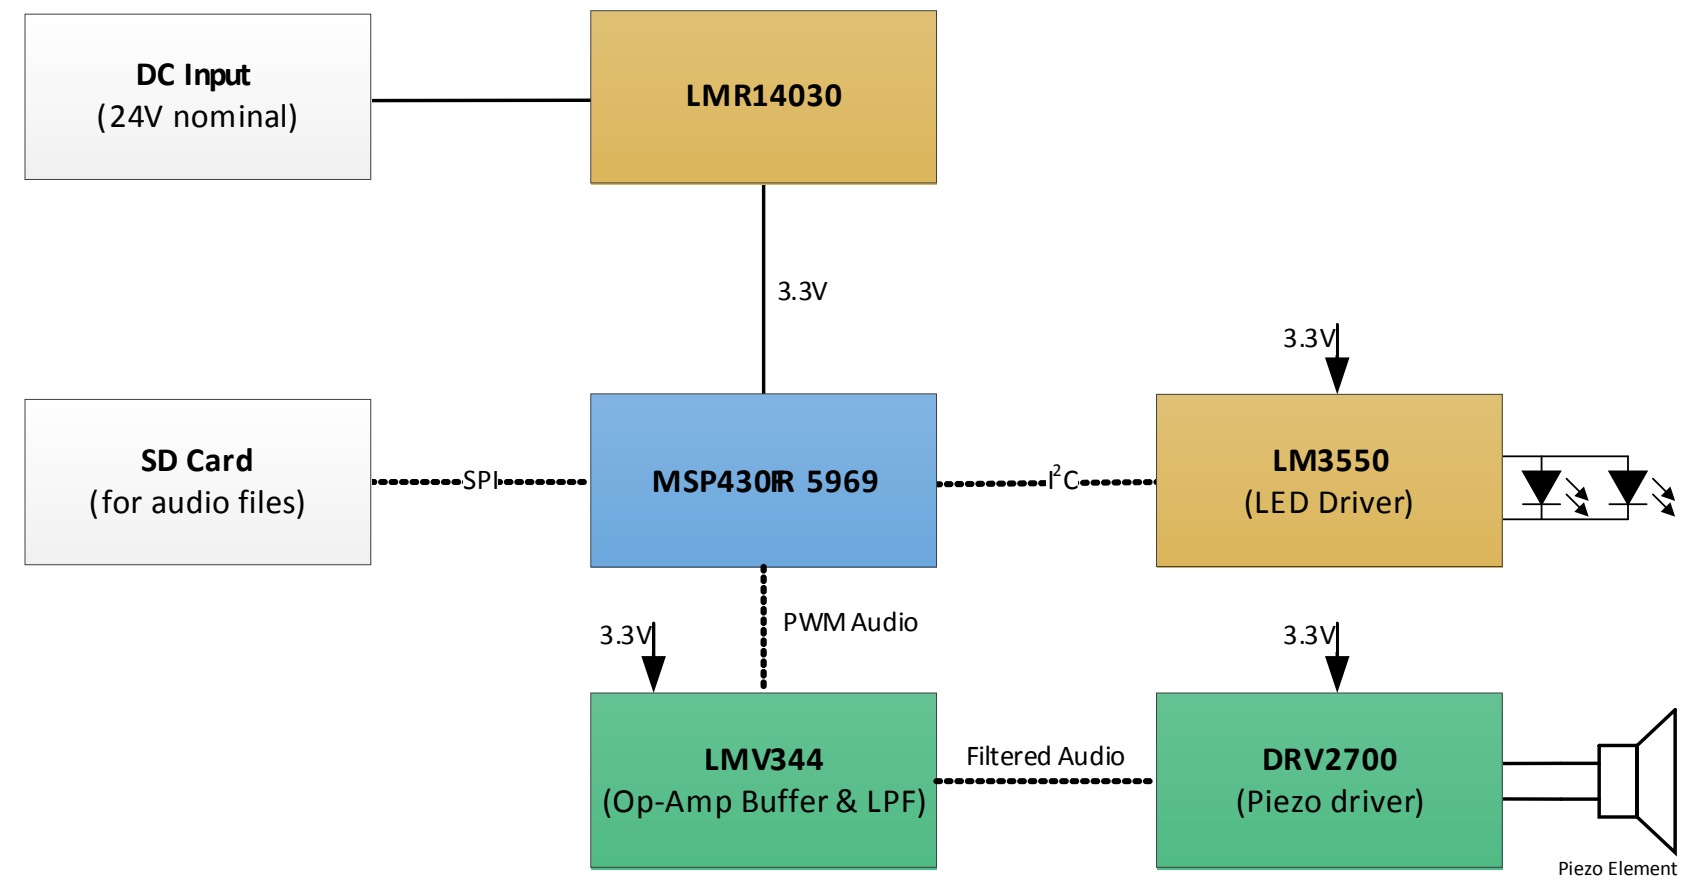 DC Input
(24V nominal)
LMR14030
3.3V
3.3V
SD Card
(for audio files)
SPI
MSP430FR 5969
I²C
LM3550
(LED Driver)
PWM Audio
3.3V
3.3V
LMV344
(Op-Amp Buffer & LPF)
Filtered Audio
DRV2700
(Piezo driver)
Piezo Element